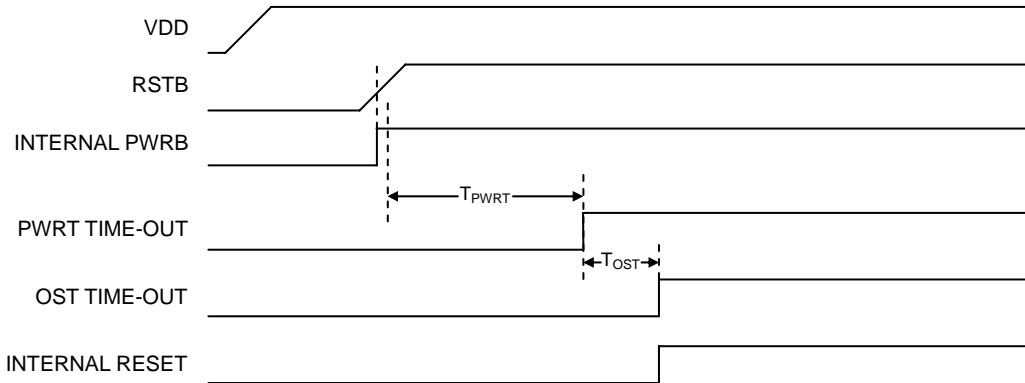 VDD
RSTB
INTERNAL PWRB
TPWRT
PWRT TIME-OUT
TOST
OST TIME-OUT
INTERNAL RESET